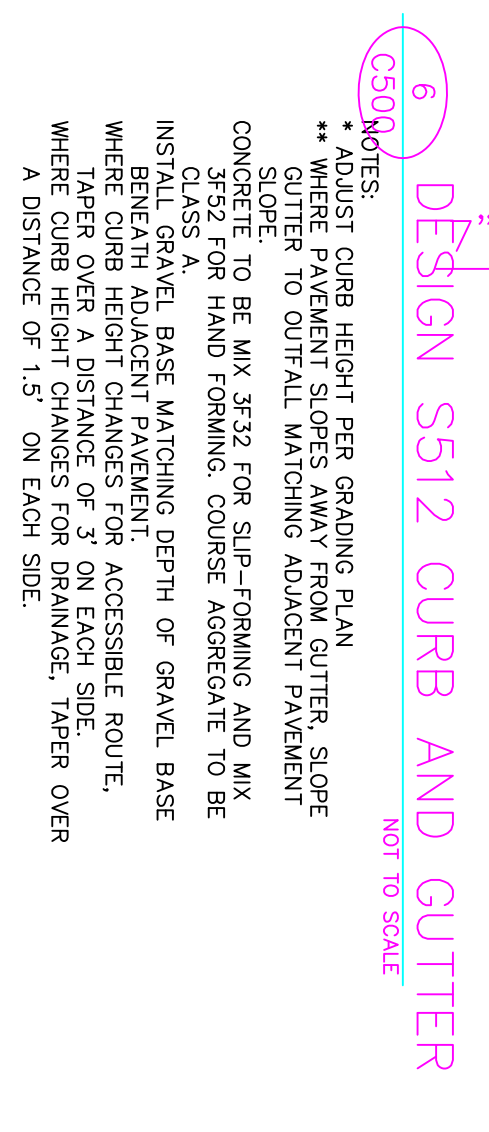 6
C500
DESIGN S512 CURB AND GUTTER
NOT TO SCALE
NOTES:
* ADJUST CURB HEIGHT PER GRADING PLAN
** WHERE PAVEMENT SLOPES AWAY FROM GUTTER, SLOPE
GUTTER TO OUTFALL MATCHING ADJACENT PAVEMENT
SLOPE.
CONCRETE TO BE MIX 3F32 FOR SLIP-FORMING AND MIX
3F52 FOR HAND FORMING. COURSE AGGREGATE TO BE
CLASS A.
INSTALL GRAVEL BASE MATCHING DEPTH OF GRAVEL BASE
BENEATH ADJACENT PAVEMENT.
WHERE CURB HEIGHT CHANGES FOR ACCESSIBLE ROUTE,
TAPER OVER A DISTANCE OF 3' ON EACH SIDE.
WHERE CURB HEIGHT CHANGES FOR DRAINAGE, TAPER OVER
A DISTANCE OF 1.5' ON EACH SIDE.